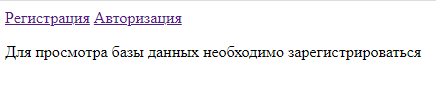 Регистрация Авторизация
Для просмотра базы данных необходимо зарегистрироваться